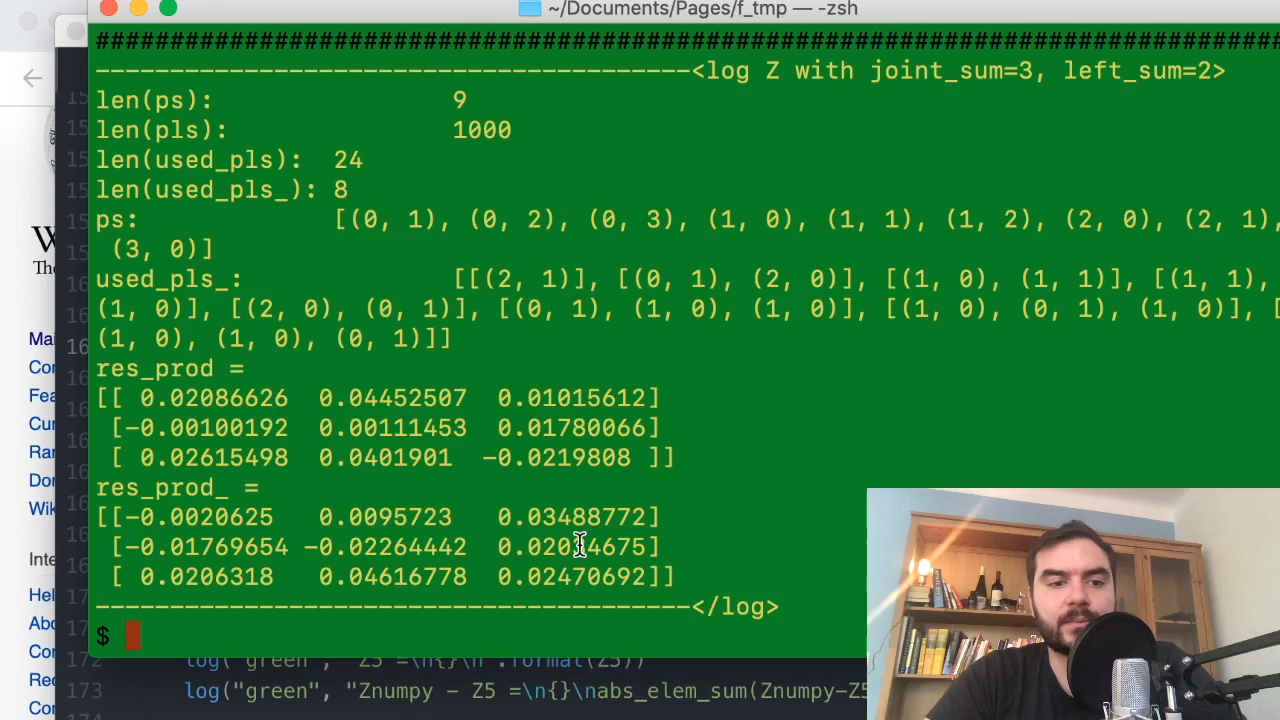 ~/Documents/Pages/f_tmp — -zsh
################################################################################
----------------------------------------<log Z with joint_sum=3, left_sum=2>
len(ps): 9
len(pls): 1000
len(used_pls): 24
len(used_pls_): 8
ps: [(0, 1), (0, 2), (0, 3), (1, 0), (1, 1), (1, 2), (2, 0), (2, 1),
(3, 0)]
used_pls_: [[(2, 1)], [(0, 1), (2, 0)], [(1, 0), (1, 1)], [(1, 1),
(1, 0)], [(2, 0), (0, 1)], [(0, 1), (1, 0), (1, 0)], [(1, 0), (0, 1), (1, 0)], [
(1, 0), (1, 0), (0, 1)]]
res_prod =
[[ 0.02086626 0.04452507 0.01015612]
[-0.00100192 0.00111453 0.01780066]
[ 0.02615498 0.0401901 -0.0219808 ]]
res_prod_ =
[[-0.0020625 0.0095723 0.03488772]
[-0.01769654 -0.02264442 0.02014675]
[ 0.0206318 0.04616778 0.02470692]]
----------------------------------------</log>
$
172 log("green", "Z5 =\n{}\n".format(Z5))
173 log("green", "Znumpy - Z5 =\n{}\nabs_elem_sum(Znumpy-Z5